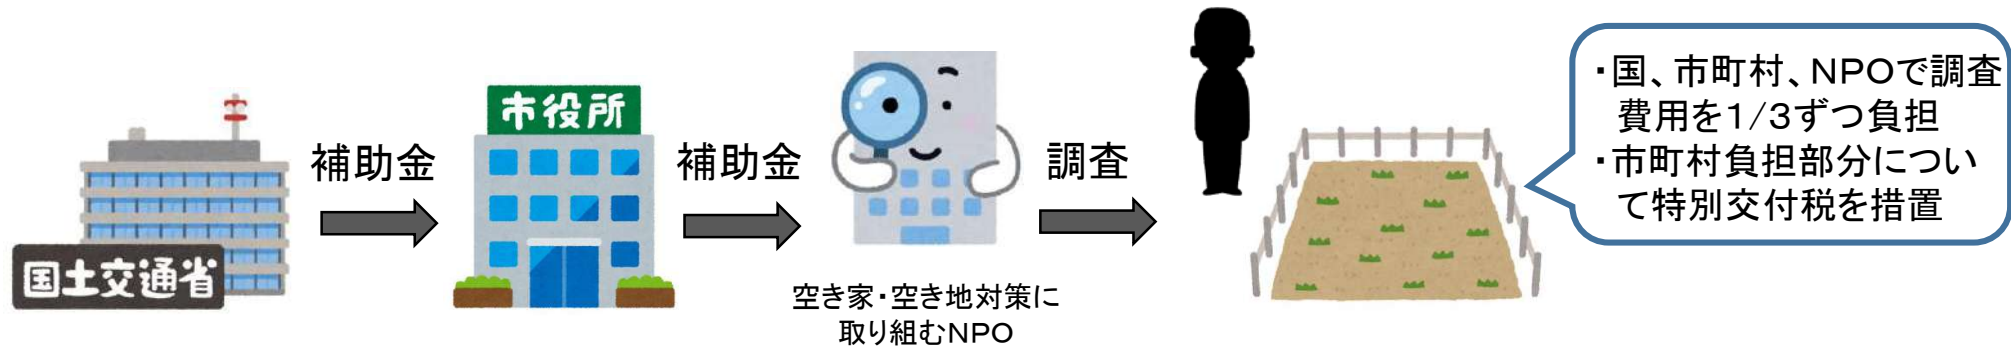 国土交通省
補助金
市役所
補助金
空き家・空き地対策に
取り組むNPO
調査
・国、市町村、NPOで調査
費用を1/3ずつ負担
・市町村負担部分につい
て特別交付税を措置